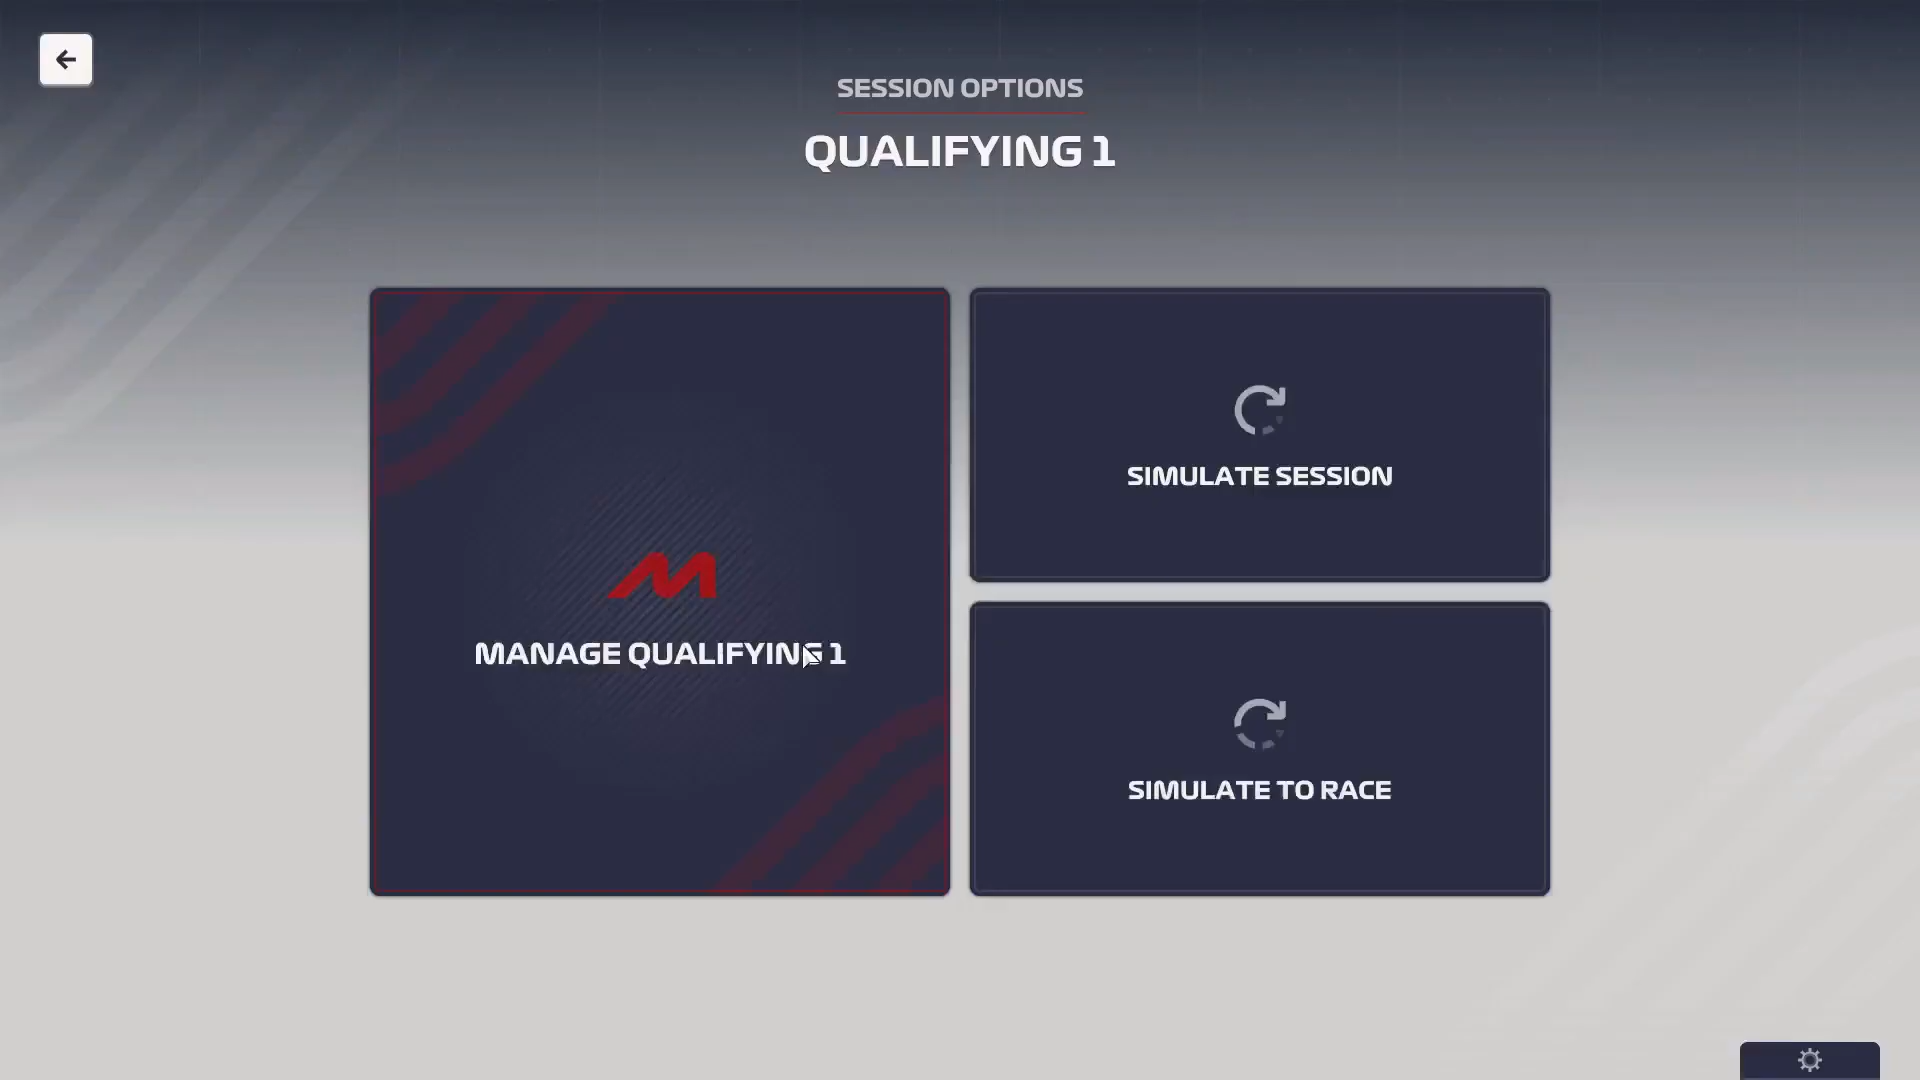 SESSION OPTIONS
QUALIFYING 1
MANAGE QUALIFYING 1
SIMULATE SESSION
SIMULATE TO RACE